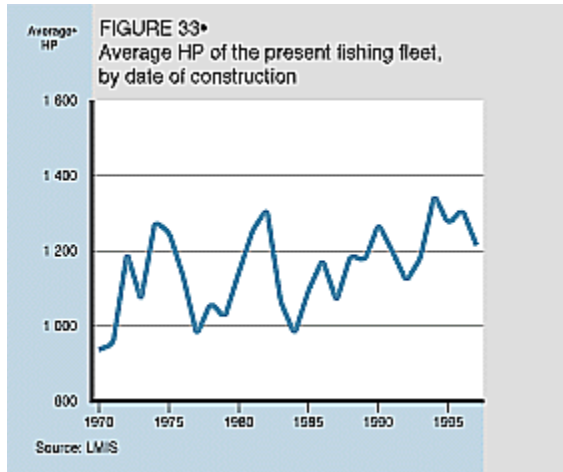 Average•
HP
FIGURE 33•
Average HP of the present fishing fleet,
by date of construction
1 600
1 400
1 200
1 000
800
1970 1975 1980 1985 1990 1995
Source: LMIS